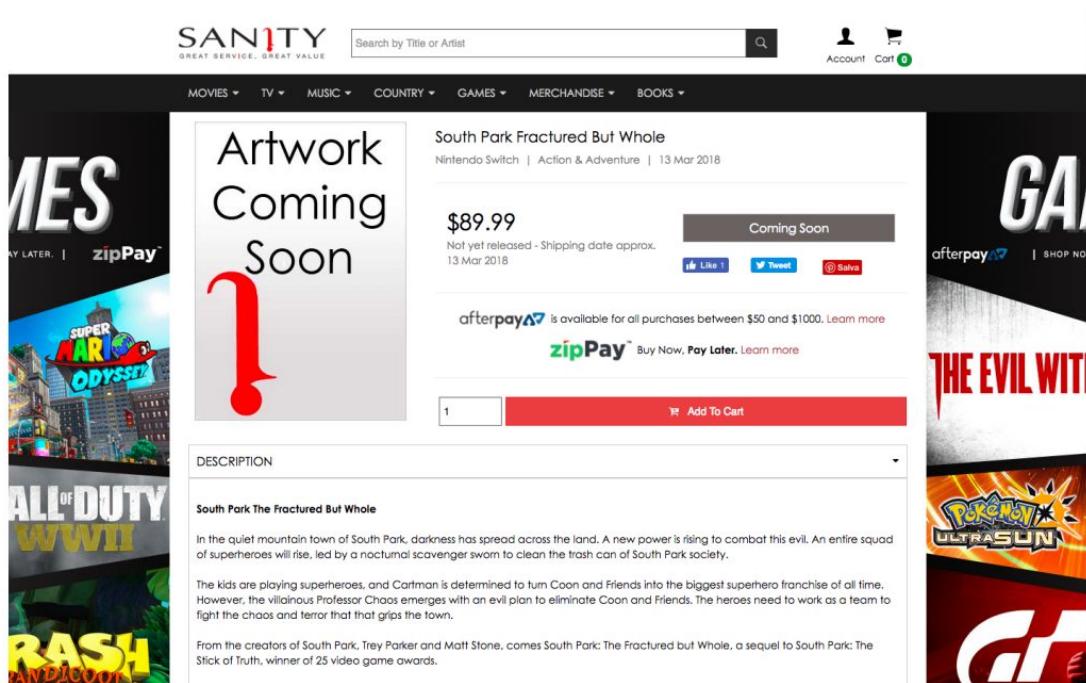 SANITY
GREAT SERVICE, GREAT VALUE
Search by Title or Artist
Account Cart 0
MOVIES TV MUSIC COUNTRY GAMES MERCHANDISE BOOKS
Artwork
Coming
Soon
South Park Fractured But Whole
Nintendo Switch | Action & Adventure | 13 Mar 2018
$89.99
Not yet released - Shipping date approx.
13 Mar 2018
Coming Soon
Like 1 Tweet Salva
afterpay is available for all purchases between $50 and $1000. Learn more
zipPay Buy Now, Pay Later. Learn more
1 Add To Cart
DESCRIPTION
South Park The Fractured But Whole
In the quiet mountain town of South Park, darkness has spread across the land. A new power is rising to combat this evil. An entire squad
of superheroes will rise, led by a nocturnal scavenger sworn to clean the trash can of South Park society.
The kids are playing superheroes, and Cartman is determined to turn Coon and Friends into the biggest superhero franchise of all time.
However, the villainous Professor Chaos emerges with an evil plan to eliminate Coon and Friends. The heroes need to work as a team to
fight the chaos and terror that that grips the town.
From the creators of South Park, Trey Parker and Matt Stone, comes South Park: The Fractured but Whole, a sequel to South Park: The
Stick of Truth, winner of 25 video game awards.
MES
AY LATER. | zipPay
SUPER
MARIO
ODYSSEY
ALL OF DUTY
WWII
RASH
BANDICOOT
GA
afterpay | SHOP NO
THE EVIL WIT
POKéMON
ULTRA SUN
GT